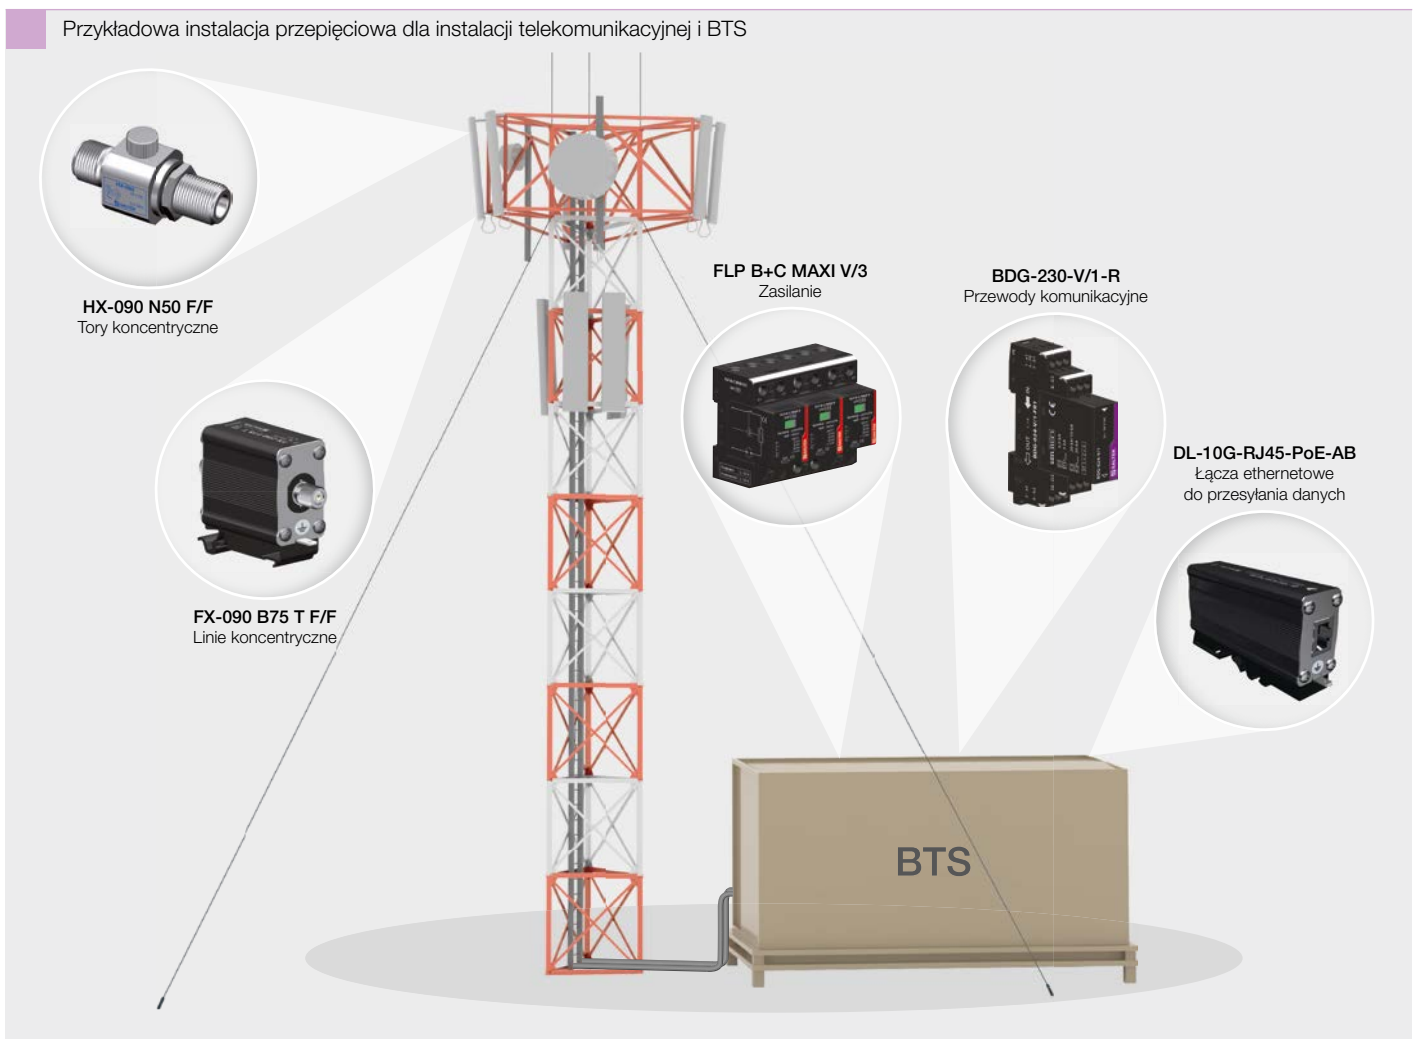 Przykładowa instalacja przepięciowa dla instalacji telekomunikacyjnej i BTS
HX-090 N50 F/F
Tory koncentryczne
FX-090 B75 T F/F
Linie koncentryczne
FLP B+C MAXI V/3
Zasilanie
BDG-230-V/1-R
Przewody komunikacyjne
DL-10G-RJ45-PoE-AB
Łącza ethernetowe
do przesyłania danych
BTS